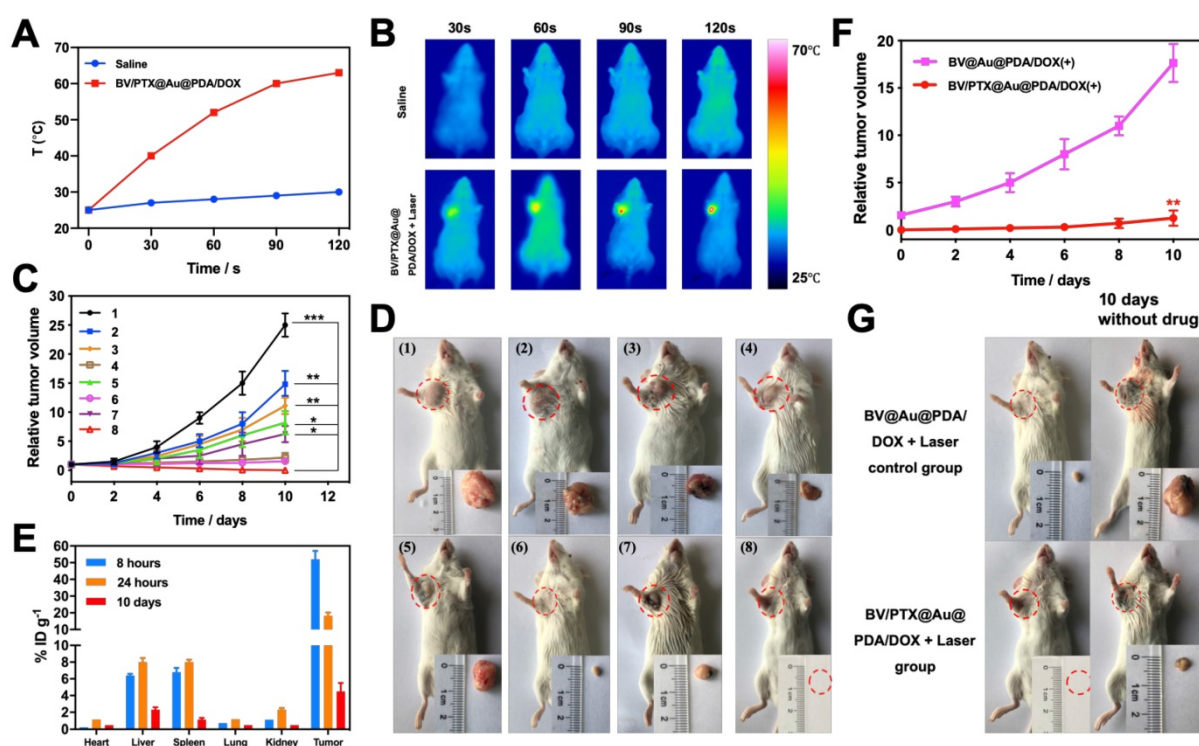 A
70
60
50
40
30
20
T (°C)
Saline
BV/PTX@Au@PDA/DOX
0
30
60
90
120
Time / s
B
30s
60s
90s
120s
Saline
BV/PTX@Au@
PDA/DOX + Laser
70°C
25°C
C
30
25
20
15
10
5
0
Relative tumor volume
1
2
3
4
5
6
7
8
***
**
**
*
*
0
2
4
6
8
10
12
Time / days
D
(1)
(2)
(3)
(4)
(5)
(6)
(7)
(8)
E
60
50
40
30
20
10
8
6
4
2
0
% ID g-1
8 hours
24 hours
10 days
Heart
Liver
Spleen
Lung
Kidney
Tumor
F
20
15
10
5
0
Relative tumor volume
BV@Au@PDA/DOX(+)
BV/PTX@Au@PDA/DOX(+)
**
0
2
4
6
8
10
Time / days
G
10 days
without drug
BV@Au@PDA/
DOX + Laser
control group
BV/PTX@Au@
PDA/DOX + Laser
group